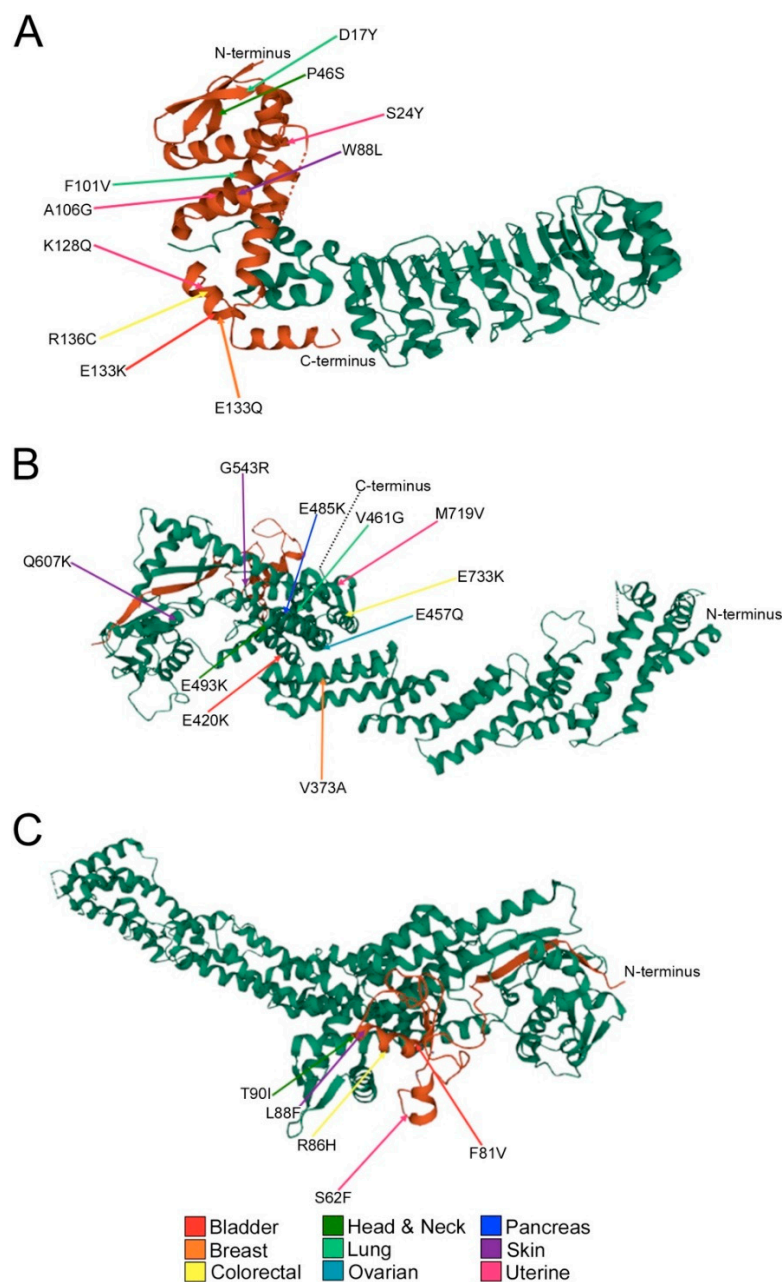 A
D17Y
N-terminus
P46S
S24Y
W88L
F101V
A106G
K128Q
R136C
C-terminus
E133K
E133Q
B
G543R
C-terminus
E485K
V461G
M719V
Q607K
E733K
E457Q
N-terminus
E493K
E420K
V373A
C
N-terminus
T90I
L88F
R86H
F81V
S62F
Bladder Head & Neck Pancreas
Breast Lung Skin
Colorectal Ovarian Uterine